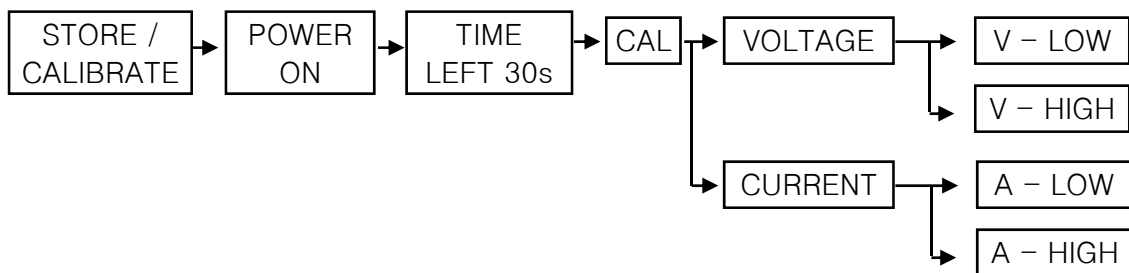 STORE /
CALIBRATE
POWER
ON
TIME
LEFT 30s
CAL
VOLTAGE
V – LOW
V – HIGH
CURRENT
A – LOW
A – HIGH